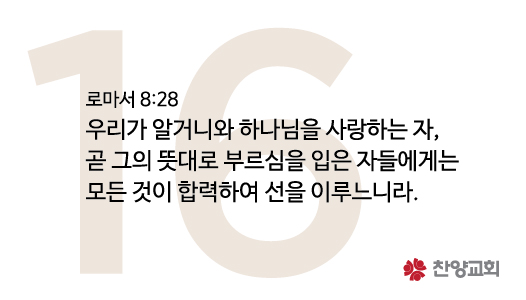 16
로마서 8:28
우리가 알거니와 하나님을 사랑하는 자,
곧 그의 뜻대로 부르심을 입은 자들에게는
모든 것이 합력하여 선을 이루느니라.
찬양교회